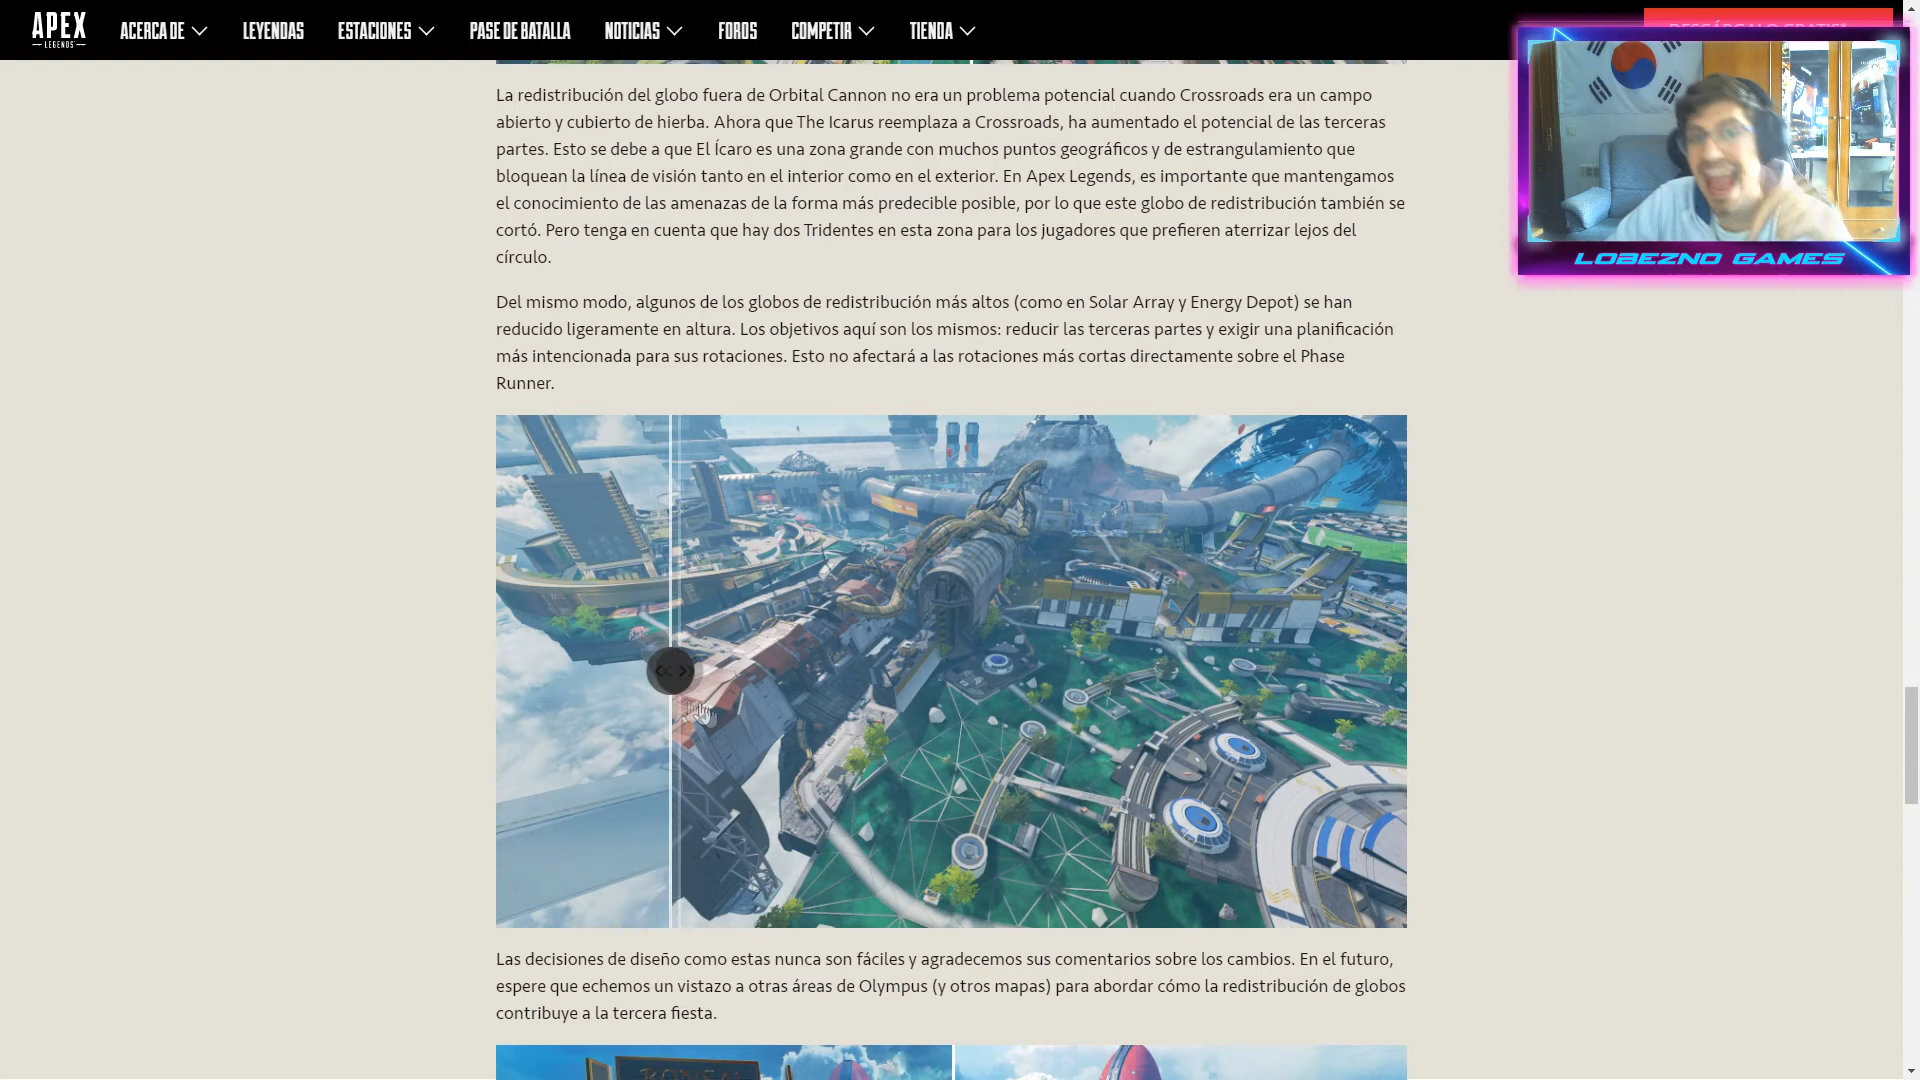 APEX
LEGENDS
ACERCA DE
LEYENDAS
ESTACIONES
PASE DE BATALLA
NOTICIAS
FOROS
COMPETIR
TIENDA
DESCÁRGALO GRATIS*
LOBEZNO GAMES
La redistribución del globo fuera de Orbital Cannon no era un problema potencial cuando Crossroads era un campo
abierto y cubierto de hierba. Ahora que The Icarus reemplaza a Crossroads, ha aumentado el potencial de las terceras
partes. Esto se debe a que El Ícaro es una zona grande con muchos puntos geográficos y de estrangulamiento que
bloquean la línea de visión tanto en el interior como en el exterior. En Apex Legends, es importante que mantengamos
el conocimiento de las amenazas de la forma más predecible posible, por lo que este globo de redistribución también se
cortó. Pero tenga en cuenta que hay dos Tridentes en esta zona para los jugadores que prefieren aterrizar lejos del
círculo.
Del mismo modo, algunos de los globos de redistribución más altos (como en Solar Array y Energy Depot) se han
reducido ligeramente en altura. Los objetivos aquí son los mismos: reducir las terceras partes y exigir una planificación
más intencionada para sus rotaciones. Esto no afectará a las rotaciones más cortas directamente sobre el Phase
Runner.
Las decisiones de diseño como estas nunca son fáciles y agradecemos sus comentarios sobre los cambios. En el futuro,
espere que echemos un vistazo a otras áreas de Olympus (y otros mapas) para abordar cómo la redistribución de globos
contribuye a la tercera fiesta.